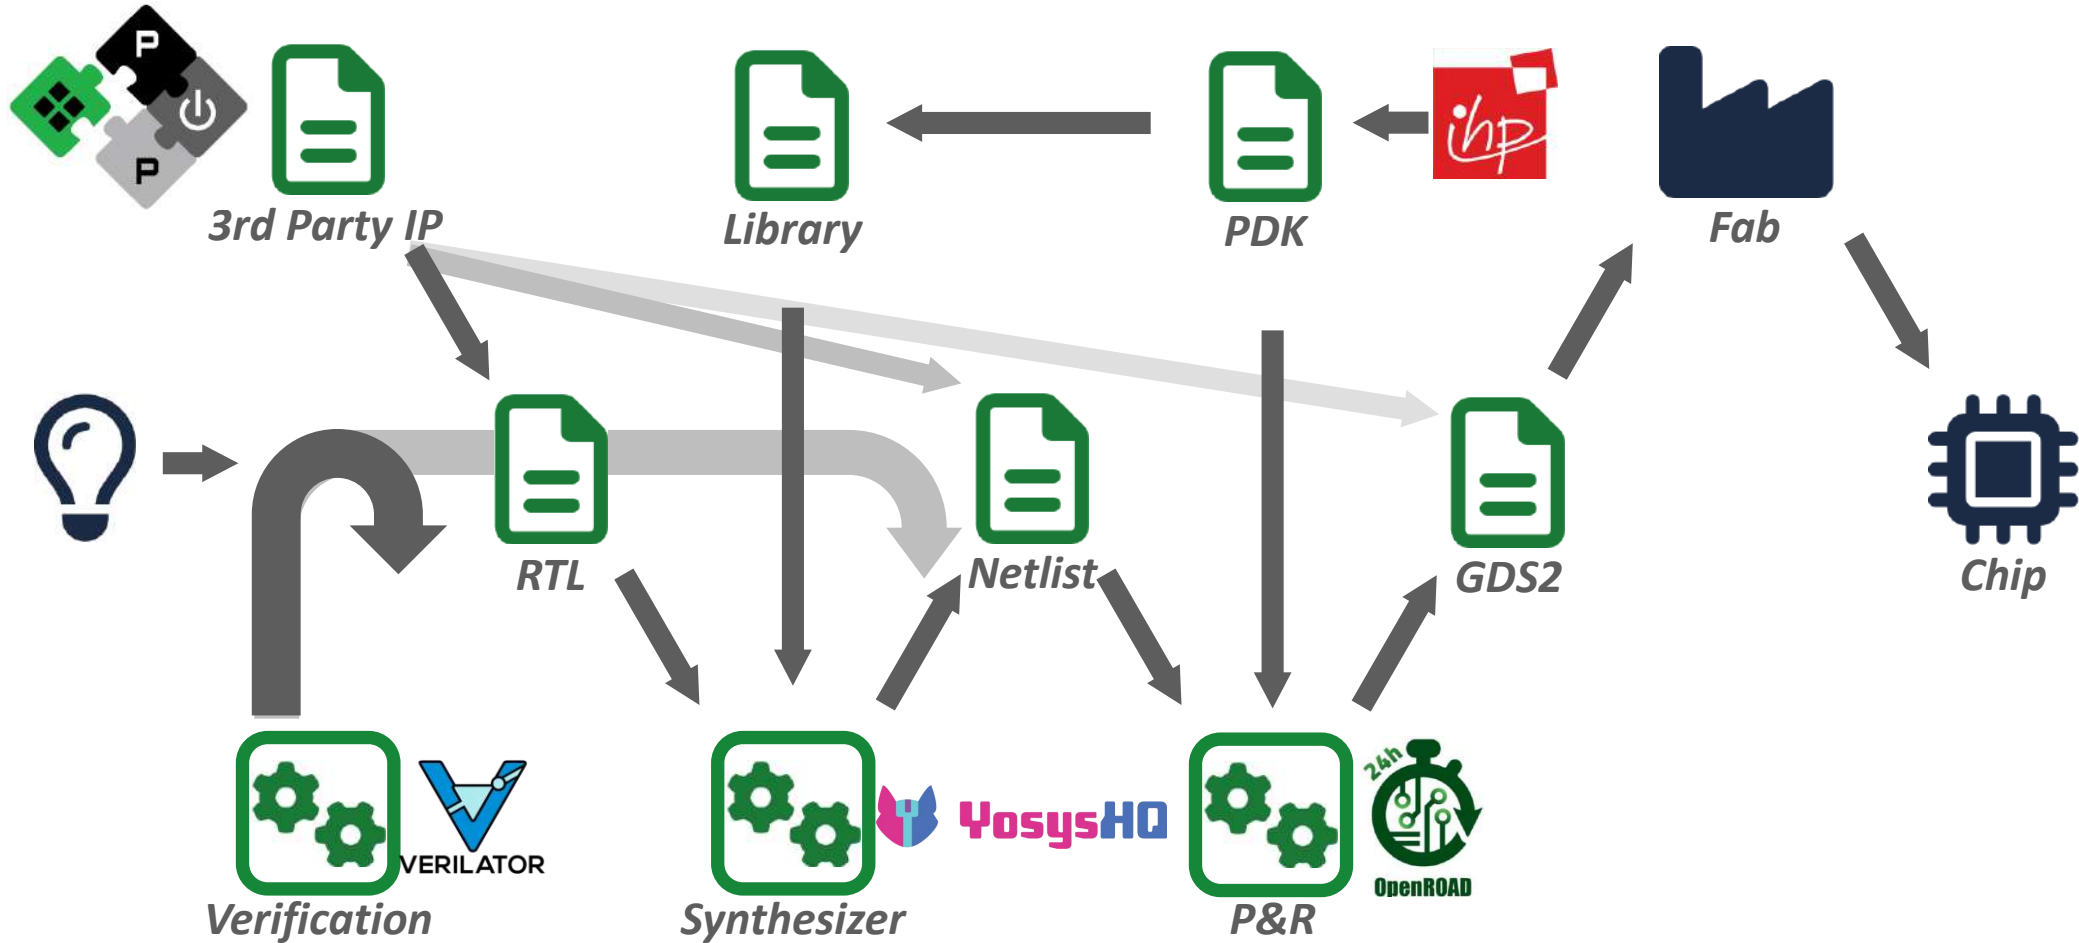 P
P
ihp
3rd Party IP
Library
PDK
Fab
RTL
Netlist
GDS2
Chip
24h
VERILATOR
YosysHQ
OpenROAD
Verification
Synthesizer
P&R